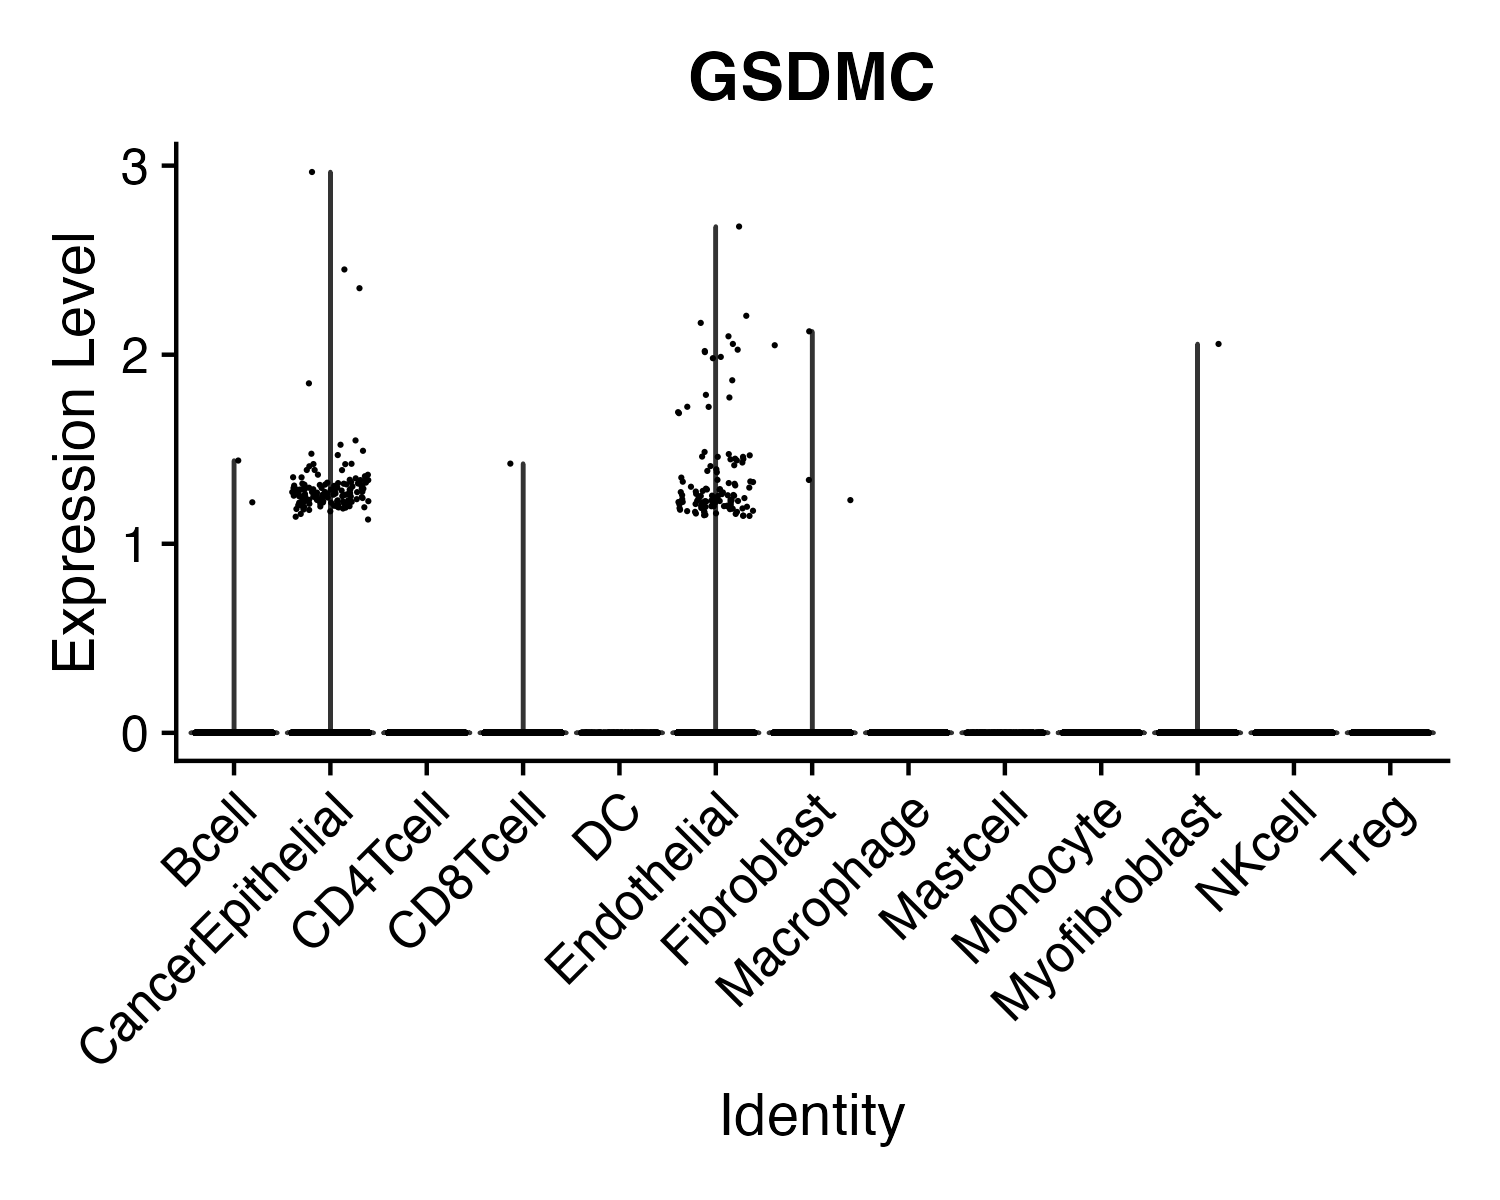 GSDMC
Expression Level
3
2
1
0
Bcell
CancerEpithelial
CD4Tcell
CD8Tcell
DC
Endothelial
Fibroblast
Macrophage
Mastcell
Monocyte
Myofibroblast
NKcell
Treg
Identity